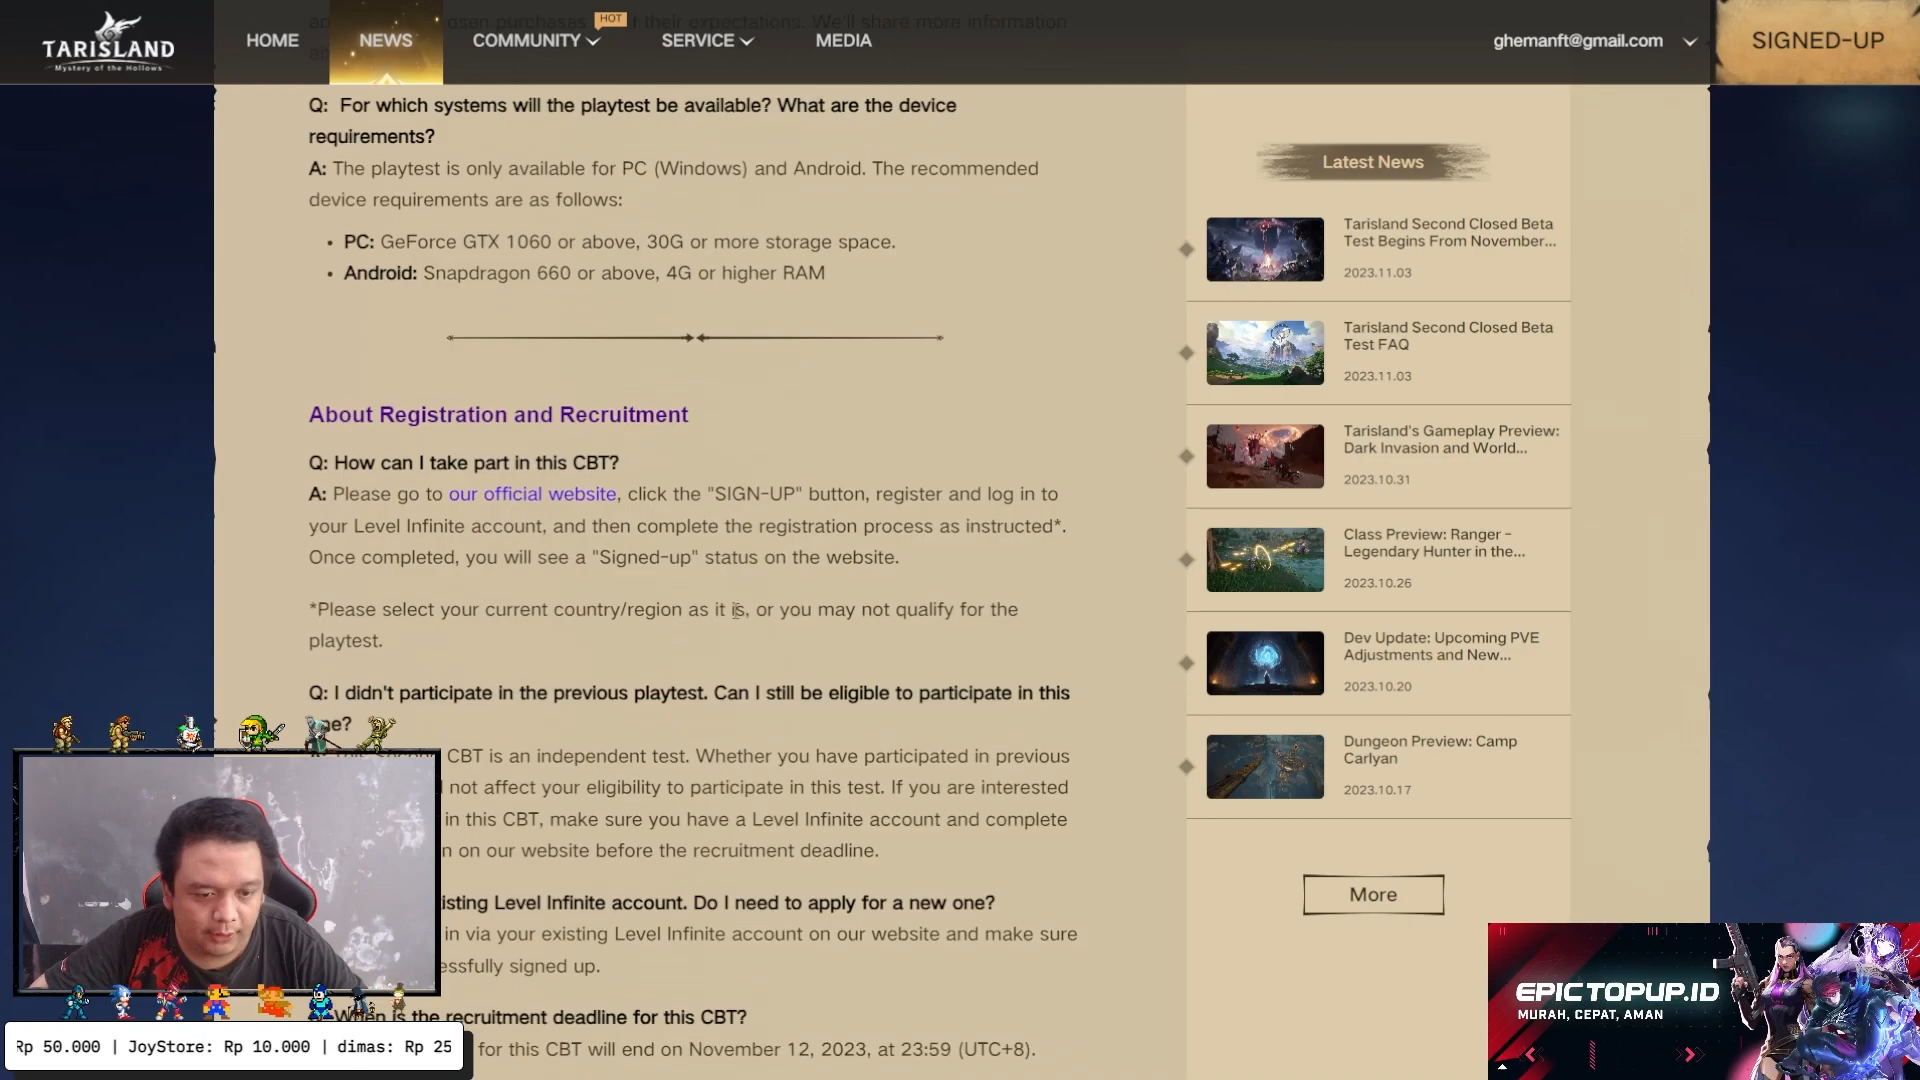 TARISLAND
Mystery of the Hollows
HOME
NEWS
COMMUNITY
HOT
SERVICE
MEDIA
ghemanft@gmail.com
SIGNED-UP
their expectations. We'll share more information
Q: For which systems will the playtest be available? What are the device
requirements?
A: The playtest is only available for PC (Windows) and Android. The recommended
device requirements are as follows:
• PC: GeForce GTX 1060 or above, 30G or more storage space.
• Android: Snapdragon 660 or above, 4G or higher RAM
About Registration and Recruitment
Q: How can I take part in this CBT?
A: Please go to our official website, click the "SIGN-UP" button, register and log in to
your Level Infinite account, and then complete the registration process as instructed*.
Once completed, you will see a "Signed-up" status on the website.
*Please select your current country/region as it is, or you may not qualify for the
playtest.
Q: I didn't participate in the previous playtest. Can I still be eligible to participate in this
CBT is an independent test. Whether you have participated in previous
not affect your eligibility to participate in this test. If you are interested
in this CBT, make sure you have a Level Infinite account and complete
on our website before the recruitment deadline.
Level Infinite account. Do I need to apply for a new one?
in via your existing Level Infinite account on our website and make sure
signed up.
When is the recruitment deadline for this CBT?
for this CBT will end on November 12, 2023, at 23:59 (UTC+8).
Latest News
Tarisland Second Closed Beta
Test Begins From November...
2023.11.03
Tarisland Second Closed Beta
Test FAQ
2023.11.03
Tarisland's Gameplay Preview:
Dark Invasion and World...
2023.10.31
Class Preview: Ranger -
Legendary Hunter in the...
2023.10.26
Dev Update: Upcoming PVE
Adjustments and New...
2023.10.20
Dungeon Preview: Camp
Carlyan
2023.10.17
More
Rp 50.000 | JoyStore: Rp 10.000 | dimas: Rp 25
EPICTOPUP.ID
MURAH, CEPAT, AMAN